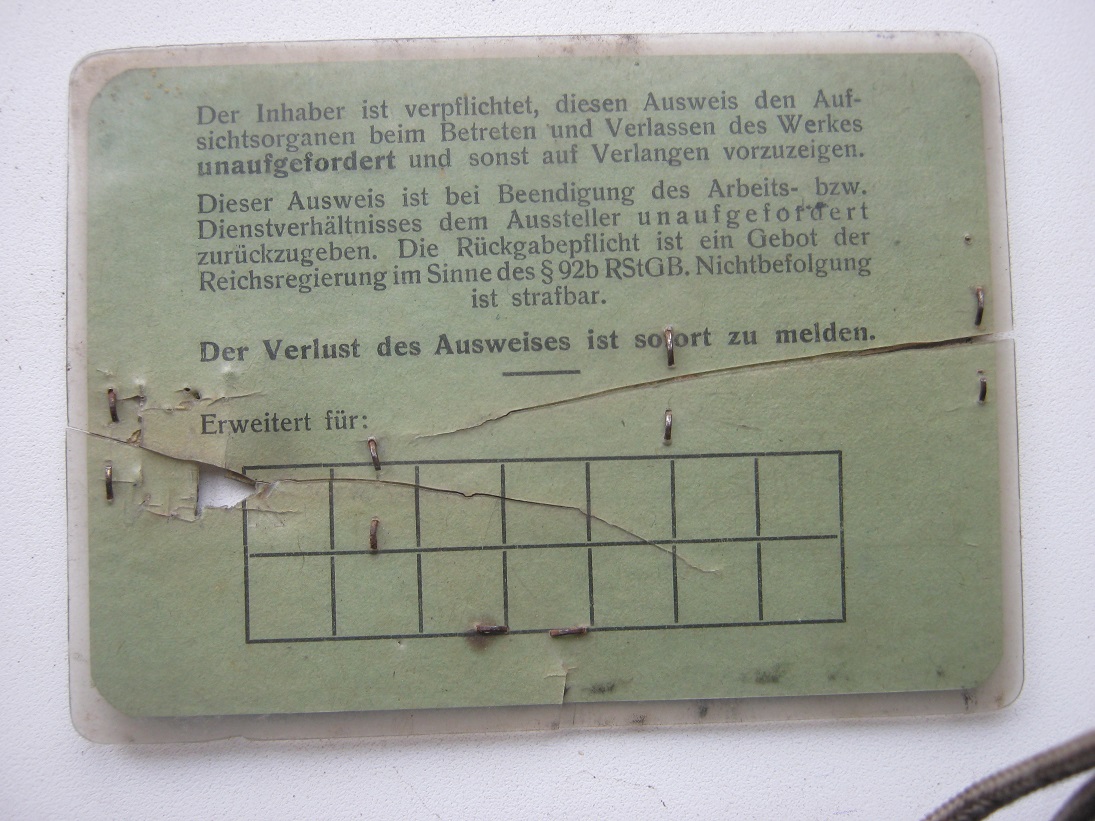 Der Inhaber ist verpflichtet, diesen Ausweis den Auf-
sichtsorganen beim Betreten und Verlassen des Werkes
unaufgefordert und sonst auf Verlangen vorzuzeigen.
Dieser Ausweis ist bei Beendigung des Arbeits- bzw.
Dienstverhältnisses dem Aussteller unaufgefordert
zurückzugeben. Die Rückgabepflicht ist ein Gebot der
Reichsregierung im Sinne des § 92b RStGB. Nichtbefolgung
ist strafbar.
Der Verlust des Ausweises ist sofort zu melden.
Erweitert für: